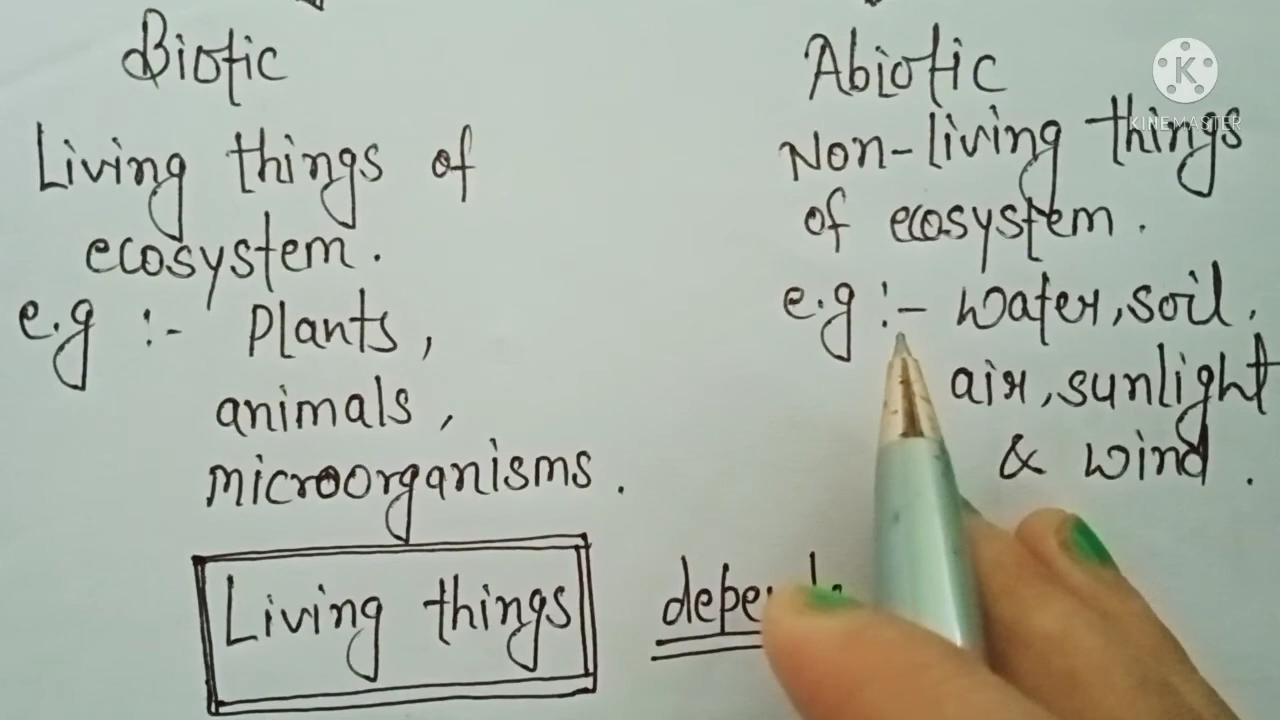 Biotic
Living things of
ecosystem.
e.g :- Plants,
animals,
microorganisms.
Abiotic
Non-living things
of ecosystem.
e.g :- Water, soil,
air, sunlight
& wind.
Living things
KINEMASTER